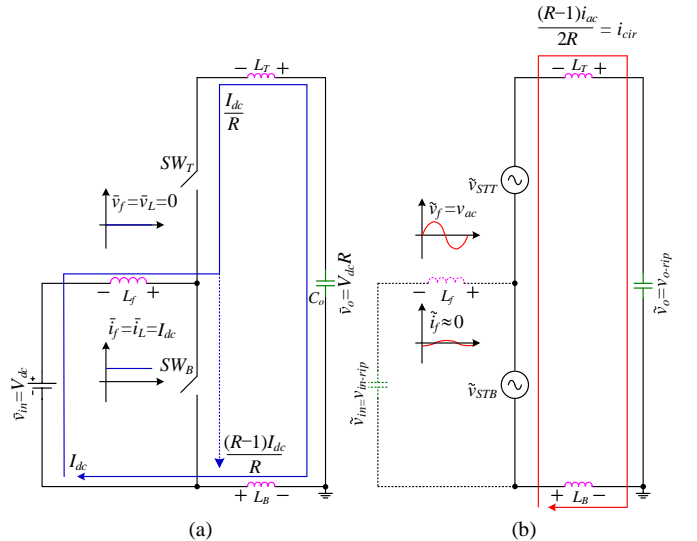 (R−1)i_ac / 2R = i_cir
− L_T +
I_dc / R
SW_T
v̄_f = v̄_L = 0
− L_f +
C_o
v̄_o = V_dc R
ī_f = ī_L = I_dc
SW_B
v̄_in = V_dc
+
-
I_dc
(R−1)I_dc / R
+ L_B −
(a)
− L_T +
ṽ_STT
ṽ_f = v_ac
− L_f +
ĩ_f ≈ 0
ṽ_o = v_o-rip
ṽ_in = v_in-rip
ṽ_STB
+ L_B −
(b)